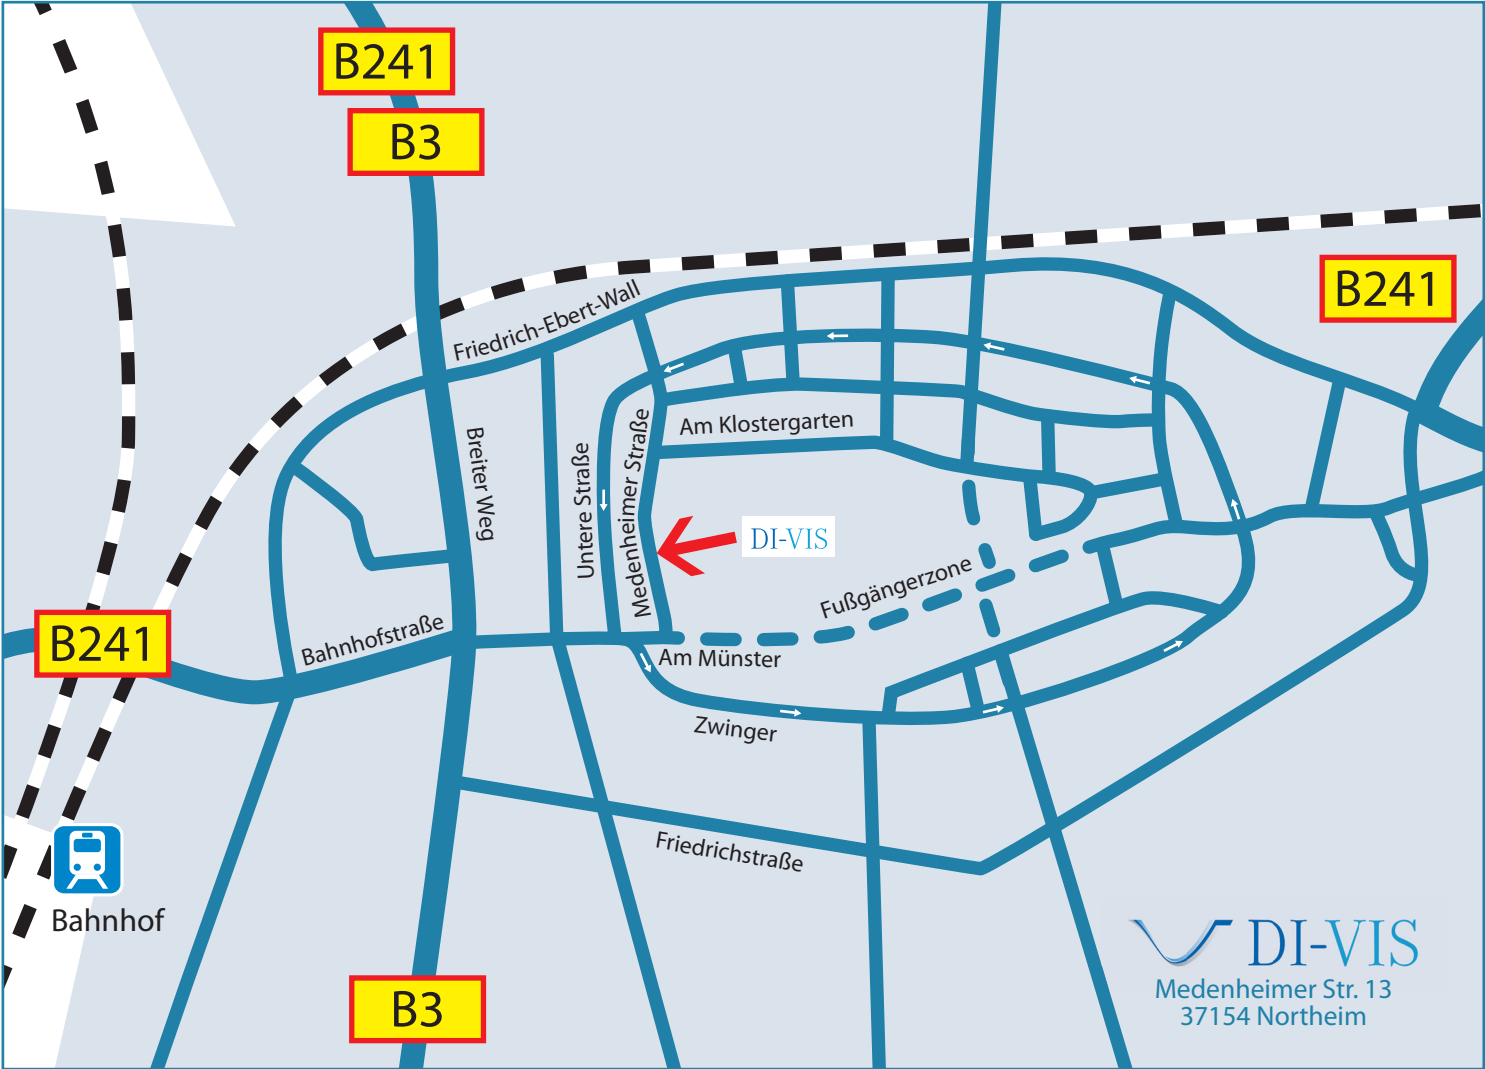 B241
B3
B241
Friedrich-Ebert-Wall
Breiter Weg
Untere Straße
Medenheimer Straße
Am Klostergarten
DI-VIS
Fußgängerzone
B241
Bahnhofstraße
Am Münster
Zwinger
Friedrichstraße
Bahnhof
B3
DI-VIS
Medenheimer Str. 13
37154 Northeim